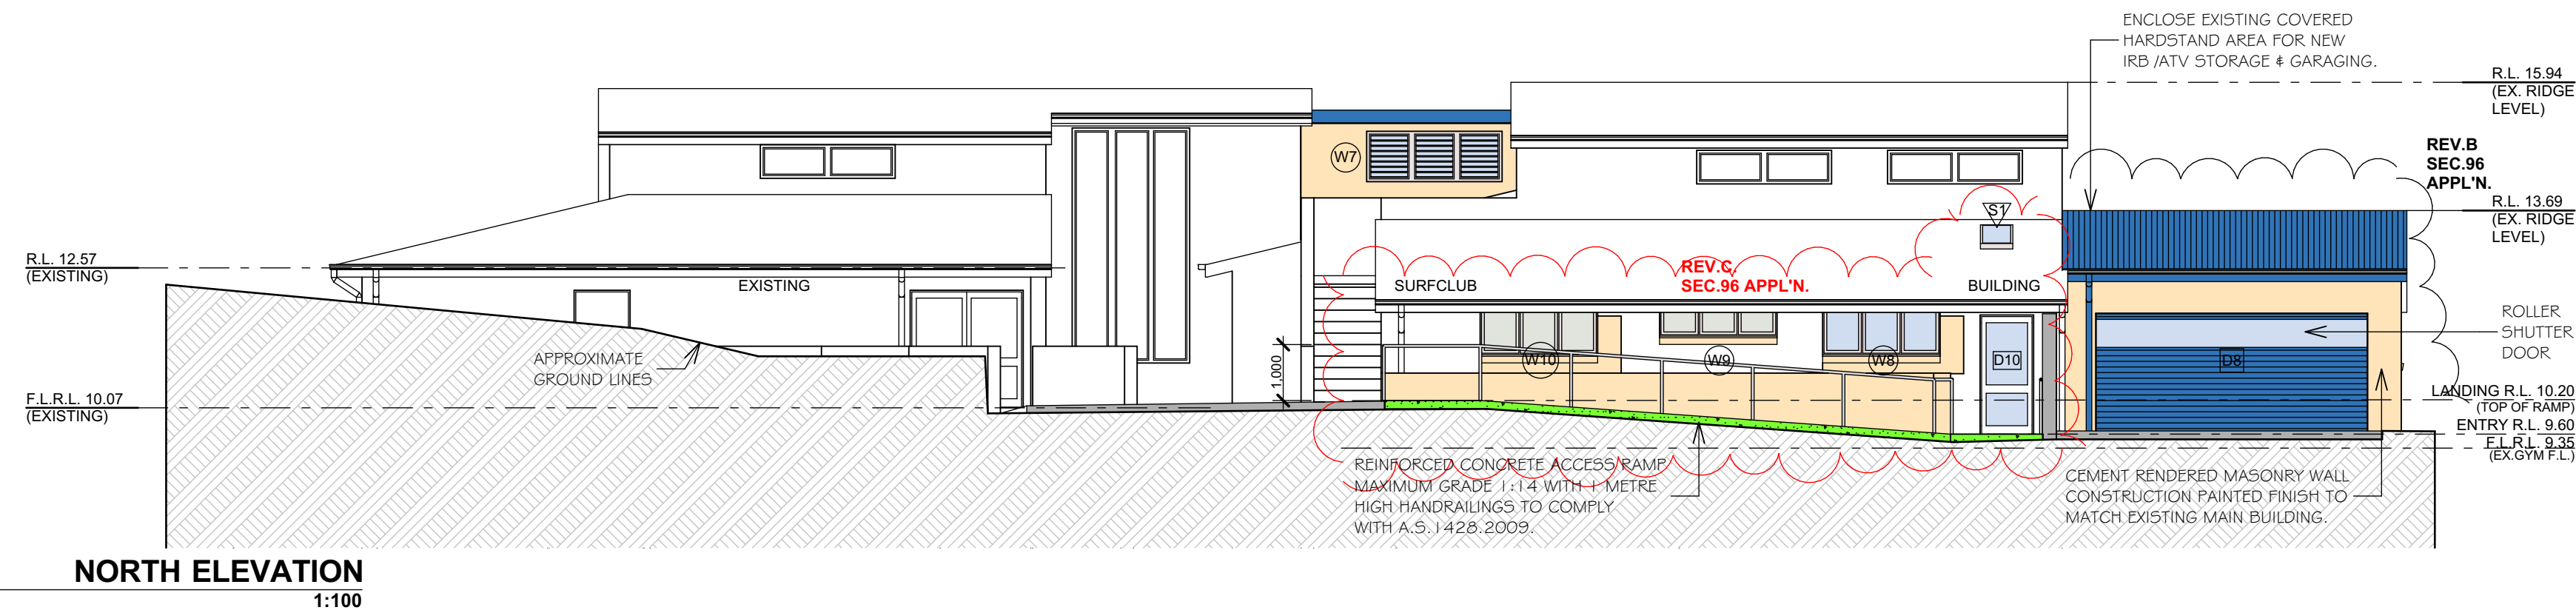 ENCLOSE EXISTING COVERED
HARDSTAND AREA FOR NEW
IRB /ATV STORAGE & GARAGING.
R.L. 15.94
(EX. RIDGE
LEVEL)
REV.B
SEC.96
APPL'N.
W7
R.L. 13.69
(EX. RIDGE
LEVEL)
S1
R.L. 12.57
(EXISTING)
EXISTING
SURFCLUB
REV.C.
SEC.96 APPL'N.
BUILDING
ROLLER
SHUTTER
DOOR
APPROXIMATE
GROUND LINES
1,000
W10
W9
W8
D10
D8
F.L.R.L. 10.07
(EXISTING)
LANDING R.L. 10.20
(TOP OF RAMP)
ENTRY R.L. 9.60
F.L.R.L. 9.35
(EX.GYM F.L.)
REINFORCED CONCRETE ACCESS RAMP
MAXIMUM GRADE 1:14 WITH 1 METRE
HIGH HANDRAILINGS TO COMPLY
WITH A.S.1428.2009.
CEMENT RENDERED MASONRY WALL
CONSTRUCTION PAINTED FINISH TO
MATCH EXISTING MAIN BUILDING.
NORTH ELEVATION
1:100